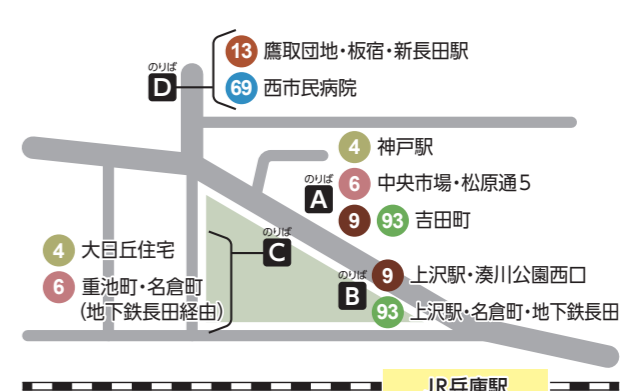 のりば
D
13 鷹取団地・板宿・新長田駅
69 西市民病院
のりば
A
4 神戸駅
6 中央市場・松原通5
9 93 吉田町
のりば
C
4 大日丘住宅
6 重池町・名倉町
(地下鉄長田経由)
のりば
B
9 上沢駅・湊川公園西口
93 上沢駅・名倉町・地下鉄長田
JR兵庫駅